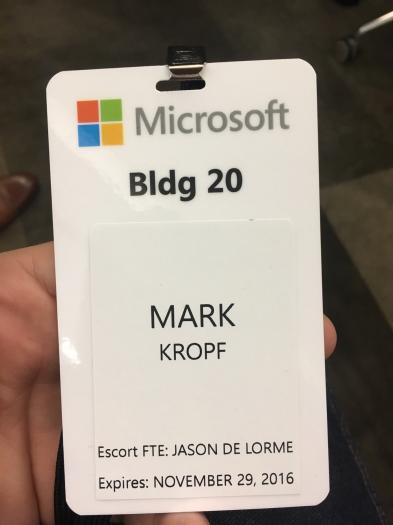 Microsoft
Bldg 20
MARK
KROPF
Escort FTE: JASON DE LORME
Expires: NOVEMBER 29, 2016